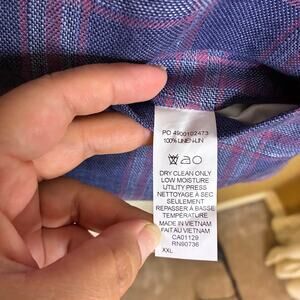 PO 4900102473
100% LINEN-LIN
DRY CLEAN ONLY
LOW MOISTURE
UTILITY PRESS
NETTOYAGE A SEC
SEULEMENT
REPASSER A BASSE
TEMPERATURE
MADE IN VIETNAM
FAIT AU VIETNAM
CA01129
RN90736
XXL